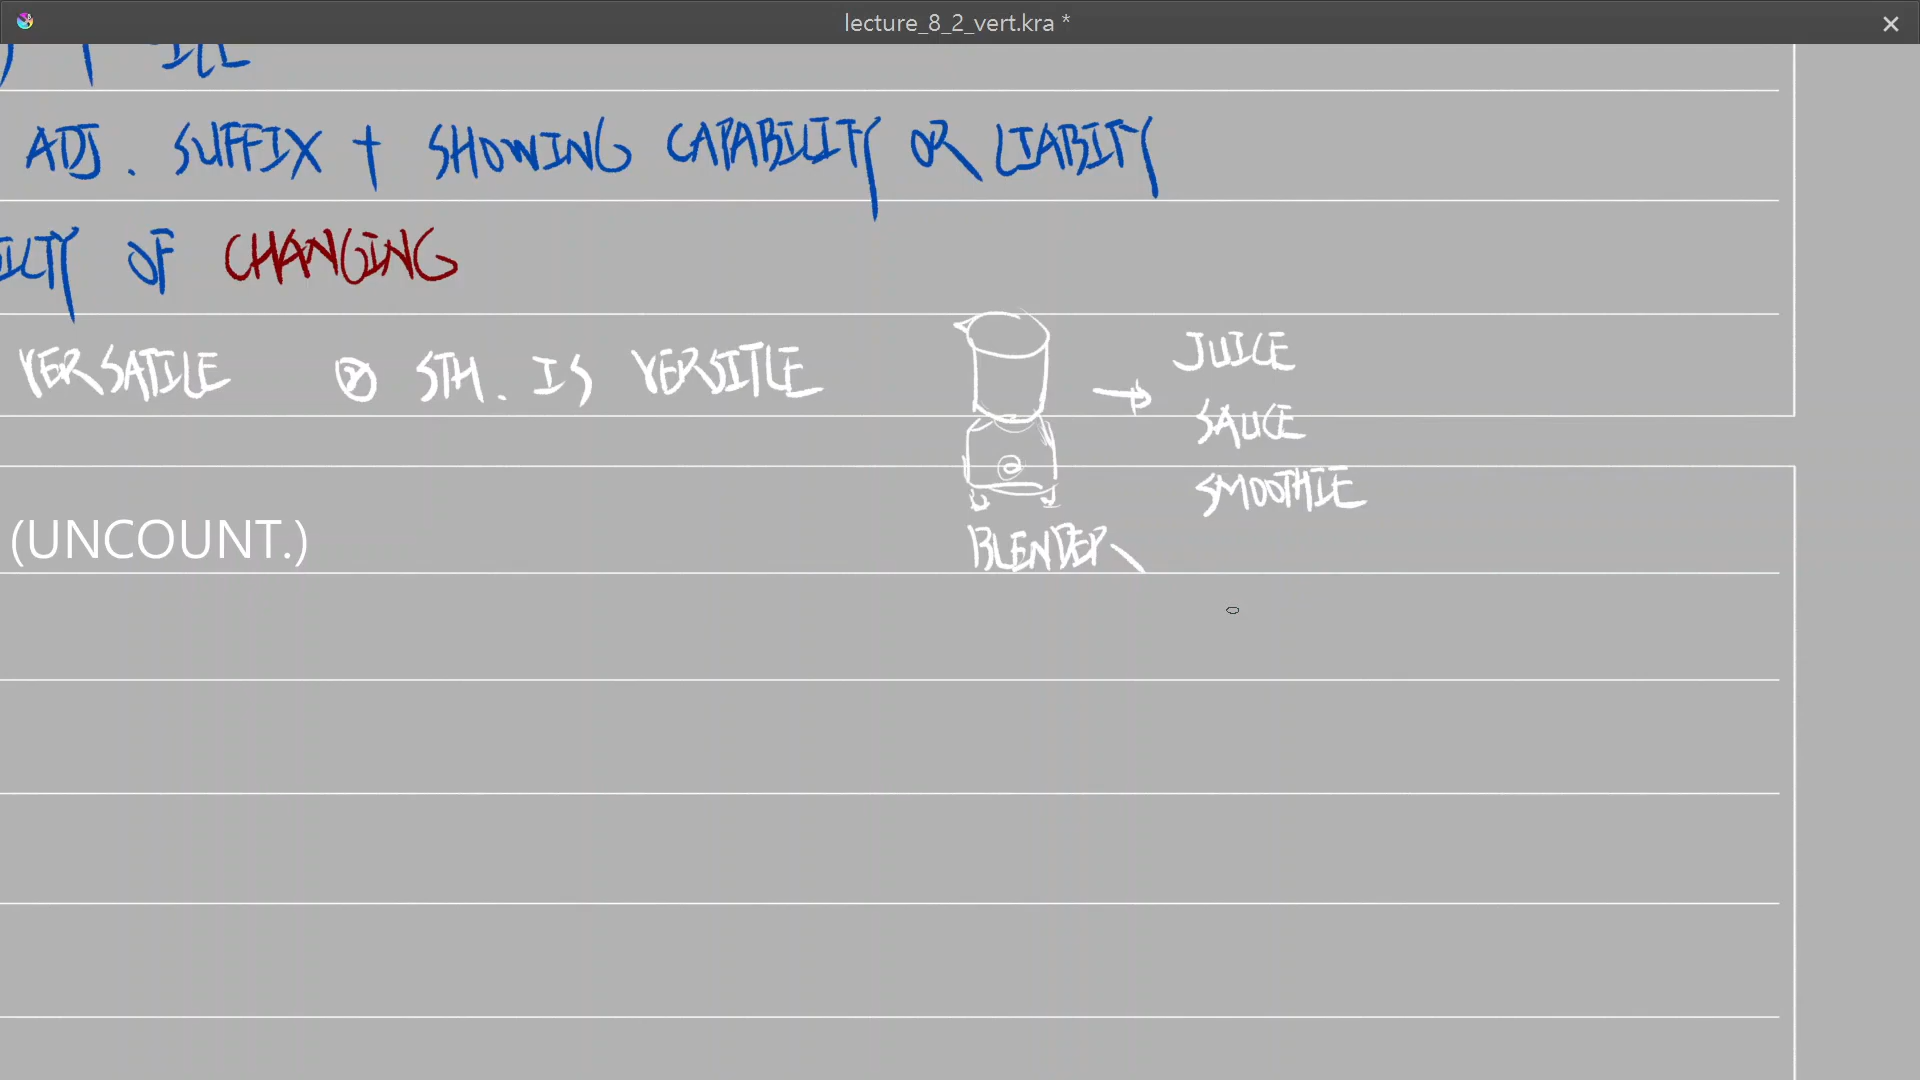 lecture_8_2_vert.kra *
ADJ. SUFFIX + SHOWING CAPABILITY OR LIABITY
OF CHANGING
VERSATILE ② STH. IS VERSITLE
JUICE
SAUCE
SMOOTHIE
BLENDER
(UNCOUNT.)